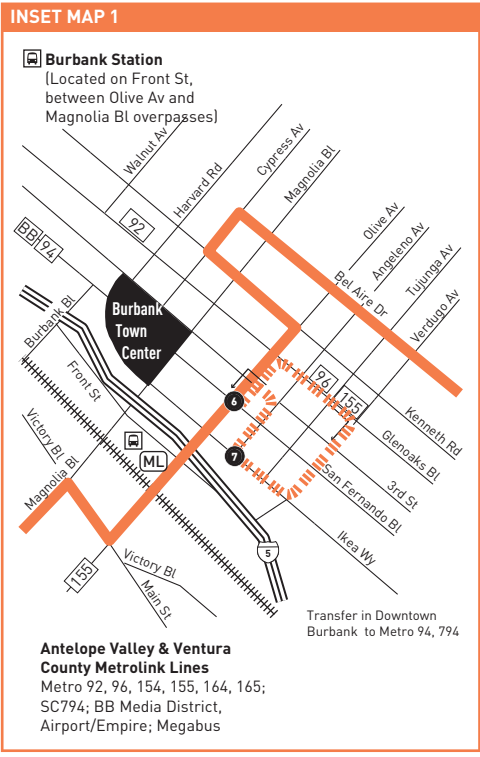 INSET MAP 1
Burbank Station
(Located on Front St,
between Olive Av and
Magnolia Bl overpasses)
Walnut Av
Harvard Rd
Cypress Av
Magnolia Bl
92
Olive Av
Angeleno Av
Tujunga Av
Verdugo Av
BB
94
Bel Aire Dr
Burbank
Town
Center
Burbank Bl
Front St
96
155
6
Kenneth Rd
Glenoaks Bl
3rd St
San Fernando Bl
Victory Bl
ML
7
Magnolia Bl
Ikea Wy
5
155
Victory Bl
Main St
Transfer in Downtown
Burbank to Metro 94, 794
Antelope Valley & Ventura
County Metrolink Lines
Metro 92, 96, 154, 155, 164, 165;
SC794; BB Media District,
Airport/Empire; Megabus